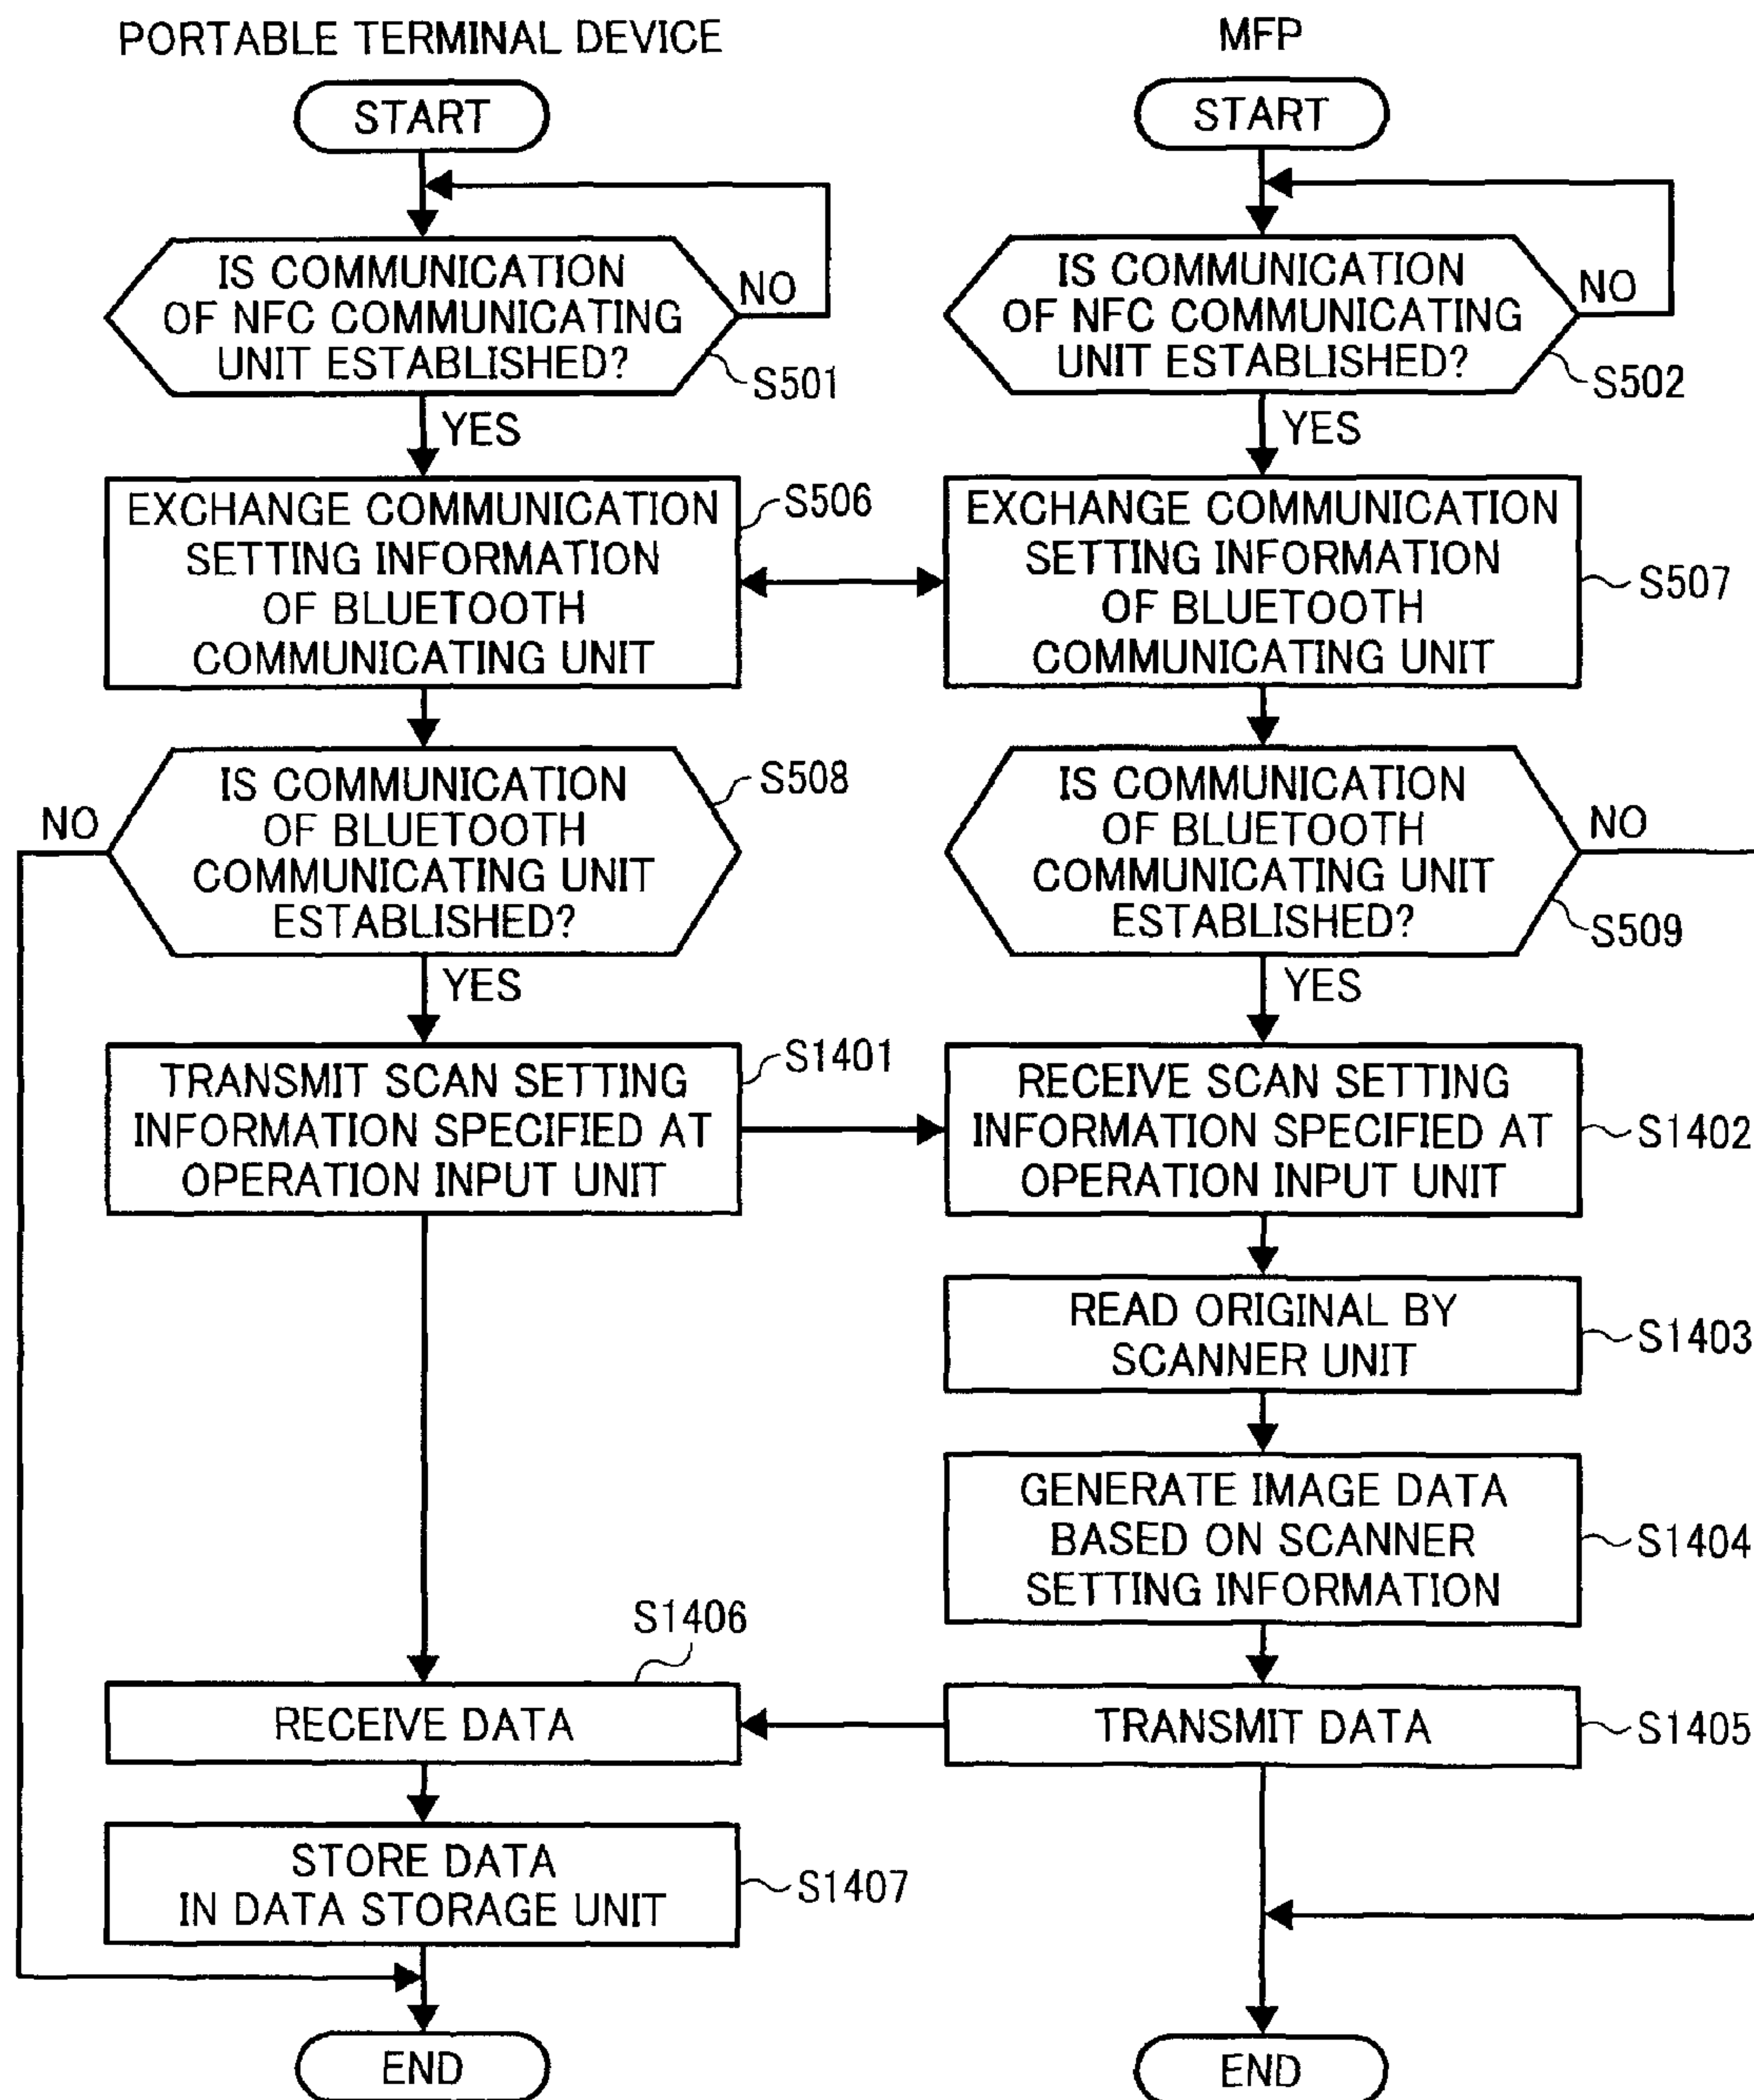 PORTABLE TERMINAL DEVICE
START
IS COMMUNICATION
OF NFC COMMUNICATING
UNIT ESTABLISHED?
NO
S501
YES
EXCHANGE COMMUNICATION
SETTING INFORMATION
OF BLUETOOTH
COMMUNICATING UNIT
S506
IS COMMUNICATION
OF BLUETOOTH
COMMUNICATING UNIT
ESTABLISHED?
S508
NO
YES
TRANSMIT SCAN SETTING
INFORMATION SPECIFIED AT
OPERATION INPUT UNIT
S1401
S1406
RECEIVE DATA
STORE DATA
IN DATA STORAGE UNIT
S1407
END
MFP
START
IS COMMUNICATION
OF NFC COMMUNICATING
UNIT ESTABLISHED?
NO
S502
YES
EXCHANGE COMMUNICATION
SETTING INFORMATION
OF BLUETOOTH
COMMUNICATING UNIT
S507
IS COMMUNICATION
OF BLUETOOTH
COMMUNICATING UNIT
ESTABLISHED?
NO
S509
YES
RECEIVE SCAN SETTING
INFORMATION SPECIFIED AT
OPERATION INPUT UNIT
S1402
READ ORIGINAL BY
SCANNER UNIT
S1403
GENERATE IMAGE DATA
BASED ON SCANNER
SETTING INFORMATION
S1404
TRANSMIT DATA
S1405
END